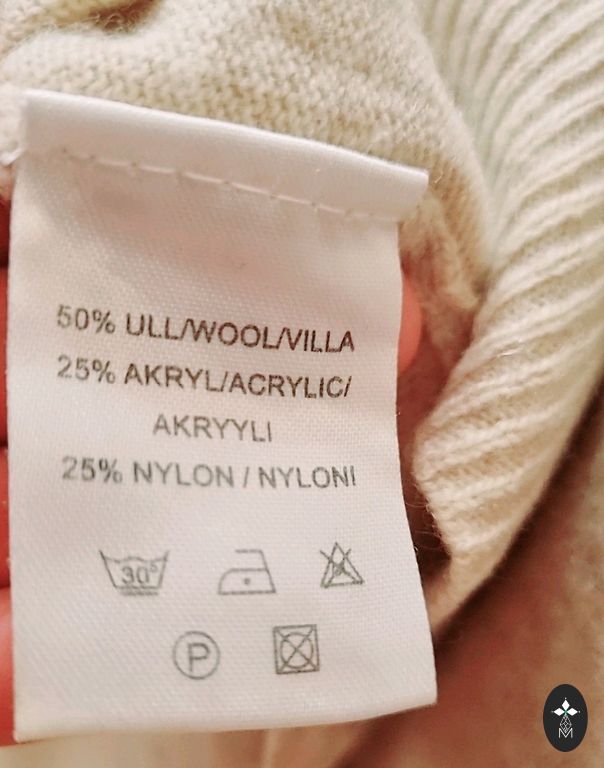 50% ULL/WOOL/VILLA
25% AKRYL/ACRYLIC/
AKRYYLI
25% NYLON / NYLONI
30°
P
M